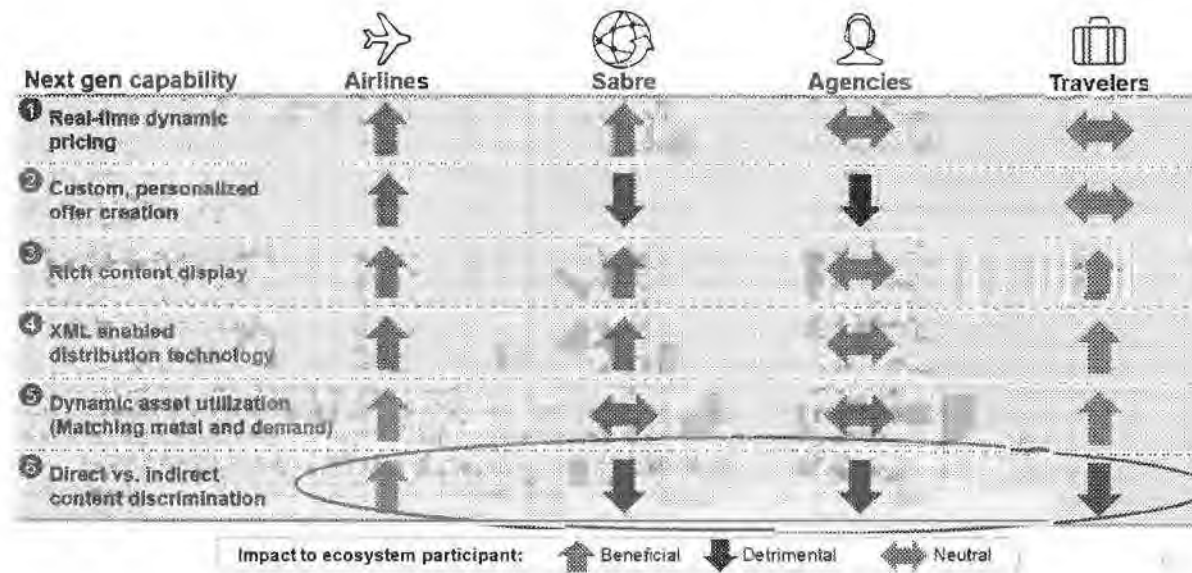 Next gen capability Airlines Sabre Agencies Travelers
1 Real-time dynamic
pricing
2 Custom, personalized
offer creation
3 Rich content display
4 XML enabled
distribution technology
5 Dynamic asset utilization
(Matching metal and demand)
6 Direct vs. indirect
content discrimination
Impact to ecosystem participant: Beneficial Detrimental Neutral